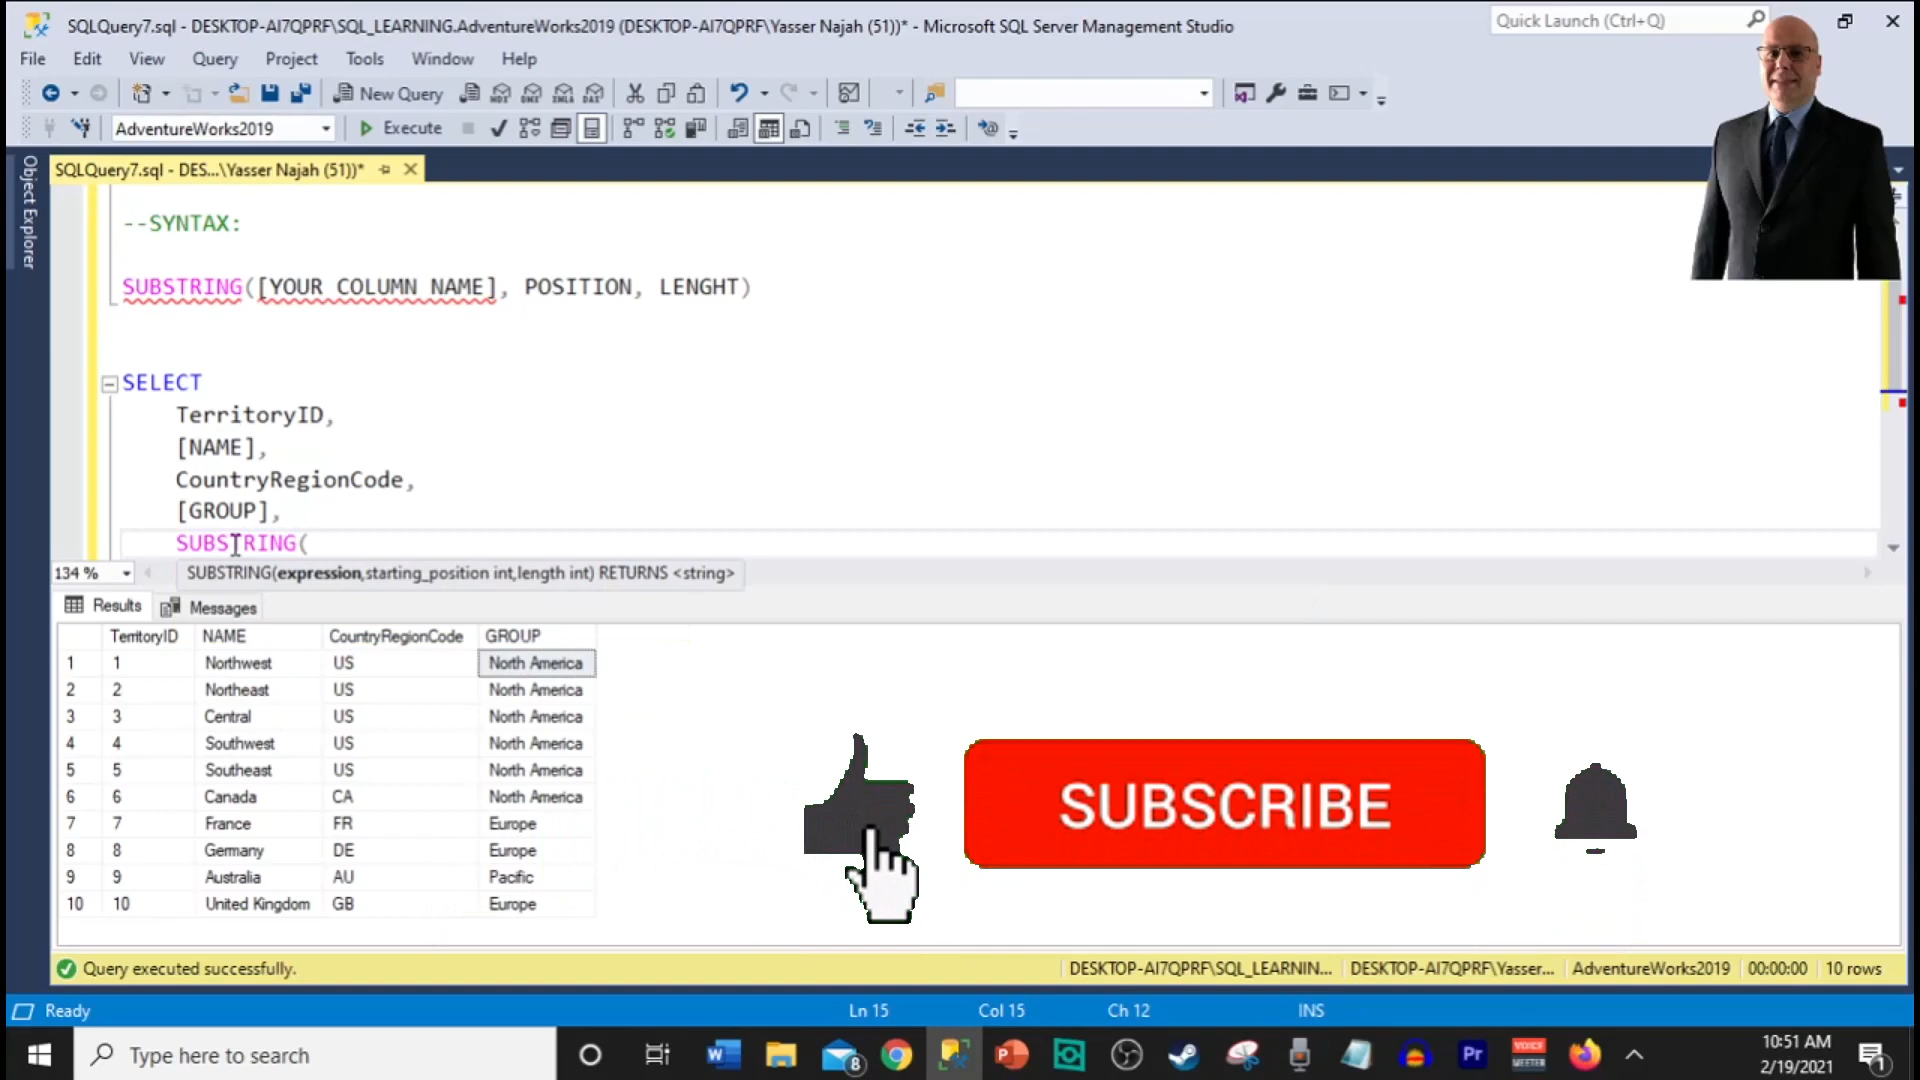 SQLQuery7.sql - DESKTOP-AI7QPRF\SQL_LEARNING.AdventureWorks2019 (DESKTOP-AI7QPRF\Yasser Najah (51))* - Microsoft SQL Server Management Studio
Quick Launch (Ctrl+Q)
File Edit View Query Project Tools Window Help
New Query
AdventureWorks2019
Execute
Object Explorer
SQLQuery7.sql - DES...\Yasser Najah (51))*
--SYNTAX:
SUBSTRING([YOUR COLUMN NAME], POSITION, LENGHT)
SELECT
TerritoryID,
[NAME],
CountryRegionCode,
[GROUP],
SUBSTRING(
134 %
SUBSTRING(expression,starting_position int,length int) RETURNS <string>
Results Messages
TerritoryID NAME CountryRegionCode GROUP
1 1 Northwest US North America
2 2 Northeast US North America
3 3 Central US North America
4 4 Southwest US North America
5 5 Southeast US North America
6 6 Canada CA North America
7 7 France FR Europe
8 8 Germany DE Europe
9 9 Australia AU Pacific
10 10 United Kingdom GB Europe
SUBSCRIBE
Query executed successfully.
DESKTOP-AI7QPRF\SQL_LEARNIN... DESKTOP-AI7QPRF\Yasser... AdventureWorks2019 00:00:00 10 rows
Ready Ln 15 Col 15 Ch 12 INS
Type here to search
8
Pr
VOICE
MEETER
10:51 AM
2/19/2021
1